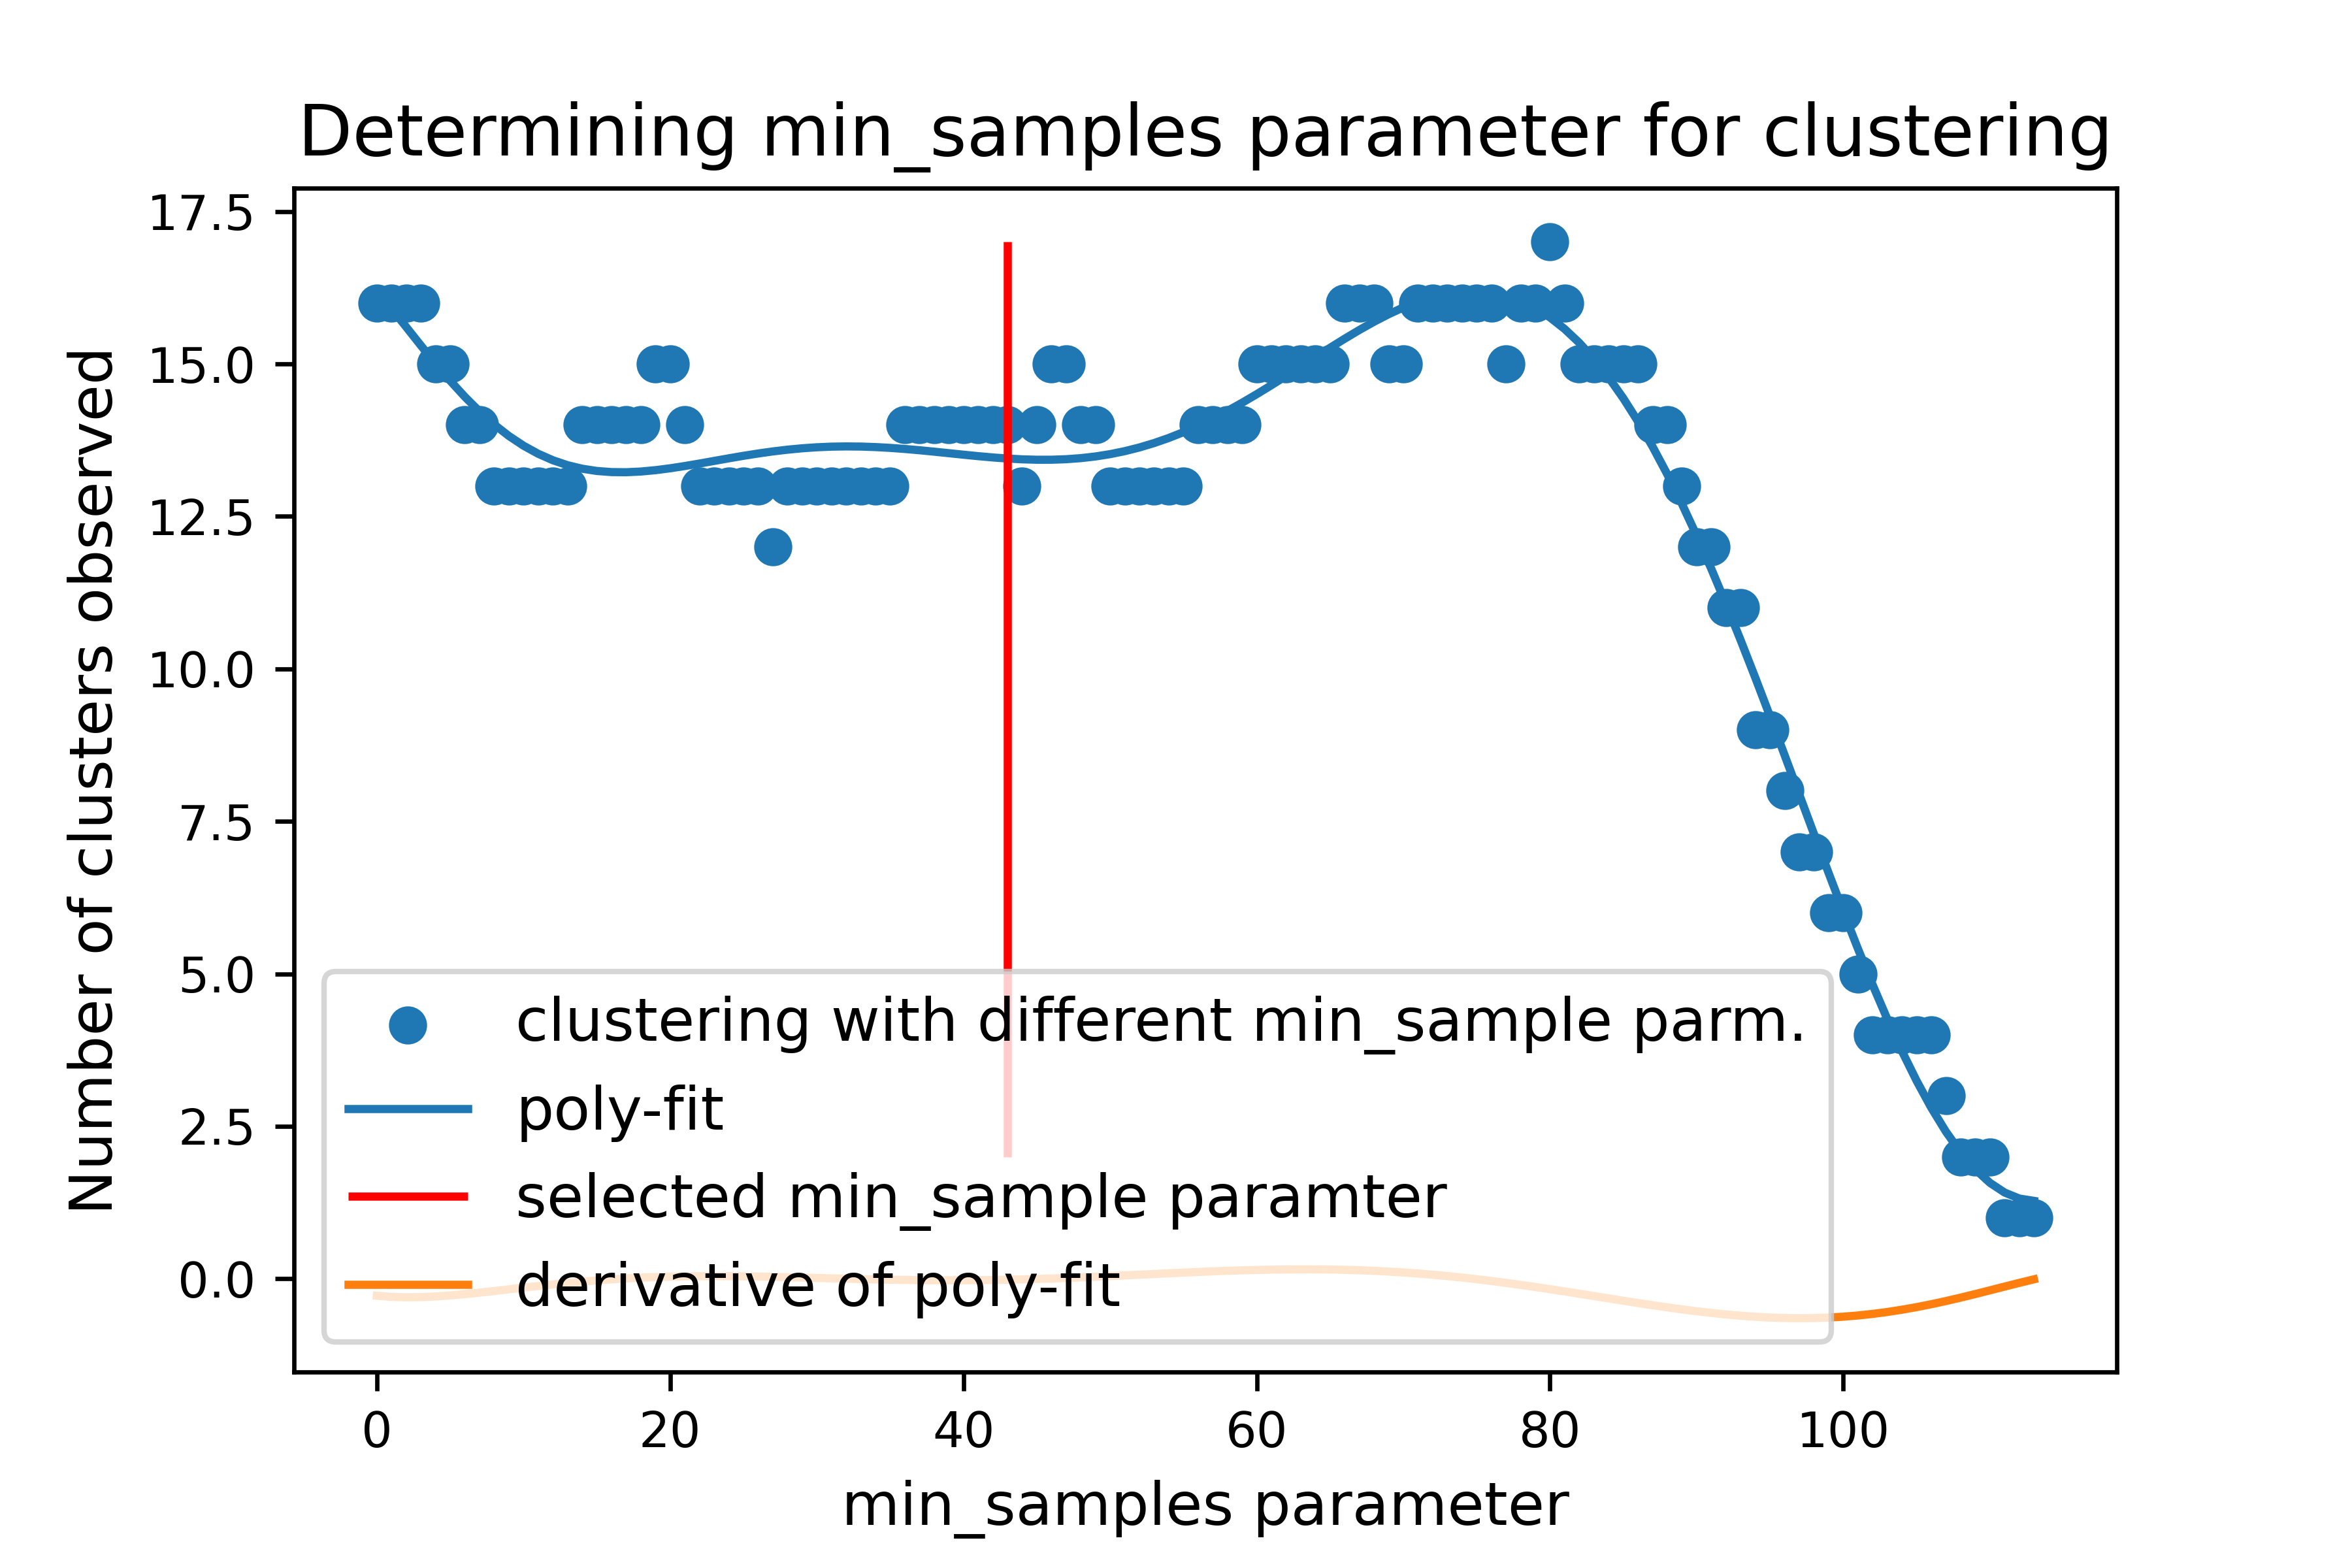 Determining min_samples parameter for clustering
17.5
15.0
12.5
10.0
7.5
5.0
2.5
0.0
Number of clusters observed
clustering with different min_sample parm.
poly-fit
selected min_sample paramter
derivative of poly-fit
0 20 40 60 80 100
min_samples parameter